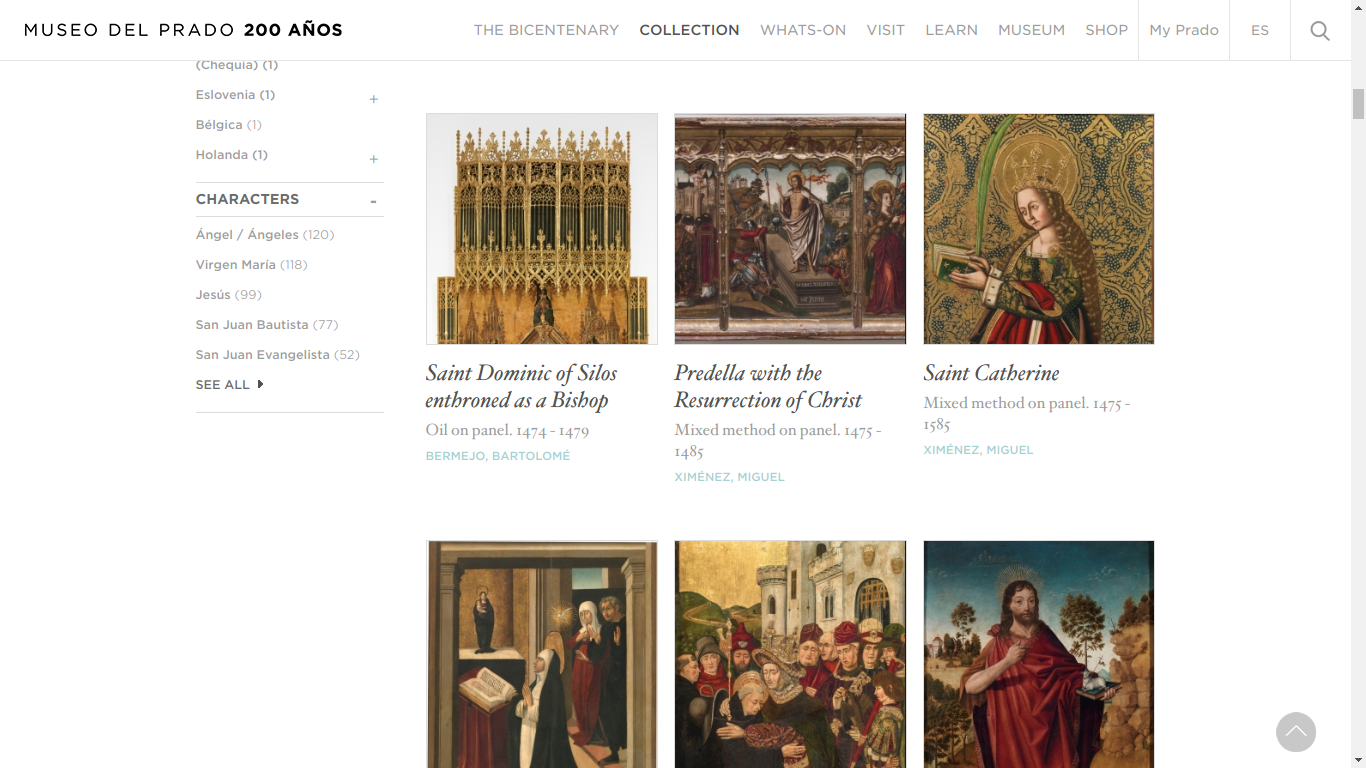 MUSEO DEL PRADO 200 AÑOS
THE BICENTENARY
COLLECTION
WHATS-ON
VISIT
LEARN
MUSEUM
SHOP
My Prado
ES
(Chequia) (1)
Eslovenia (1) +
Bélgica (1)
Holanda (1) +
CHARACTERS -
Ángel / Ángeles (120)
Virgen María (118)
Jesús (99)
San Juan Bautista (77)
San Juan Evangelista (52)
SEE ALL
Saint Dominic of Silos
enthroned as a Bishop
Oil on panel. 1474 - 1479
BERMEJO, BARTOLOMÉ
Predella with the
Resurrection of Christ
Mixed method on panel. 1475 -
1485
XIMÉNEZ, MIGUEL
Saint Catherine
Mixed method on panel. 1475 -
1585
XIMÉNEZ, MIGUEL